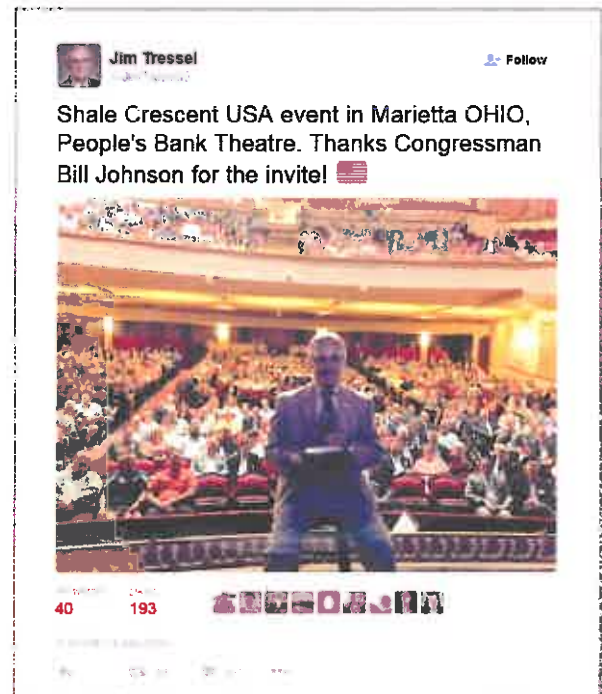 Jim Tressel
Follow
Shale Crescent USA event in Marietta OHIO,
People's Bank Theatre. Thanks Congressman
Bill Johnson for the invite!
40 193